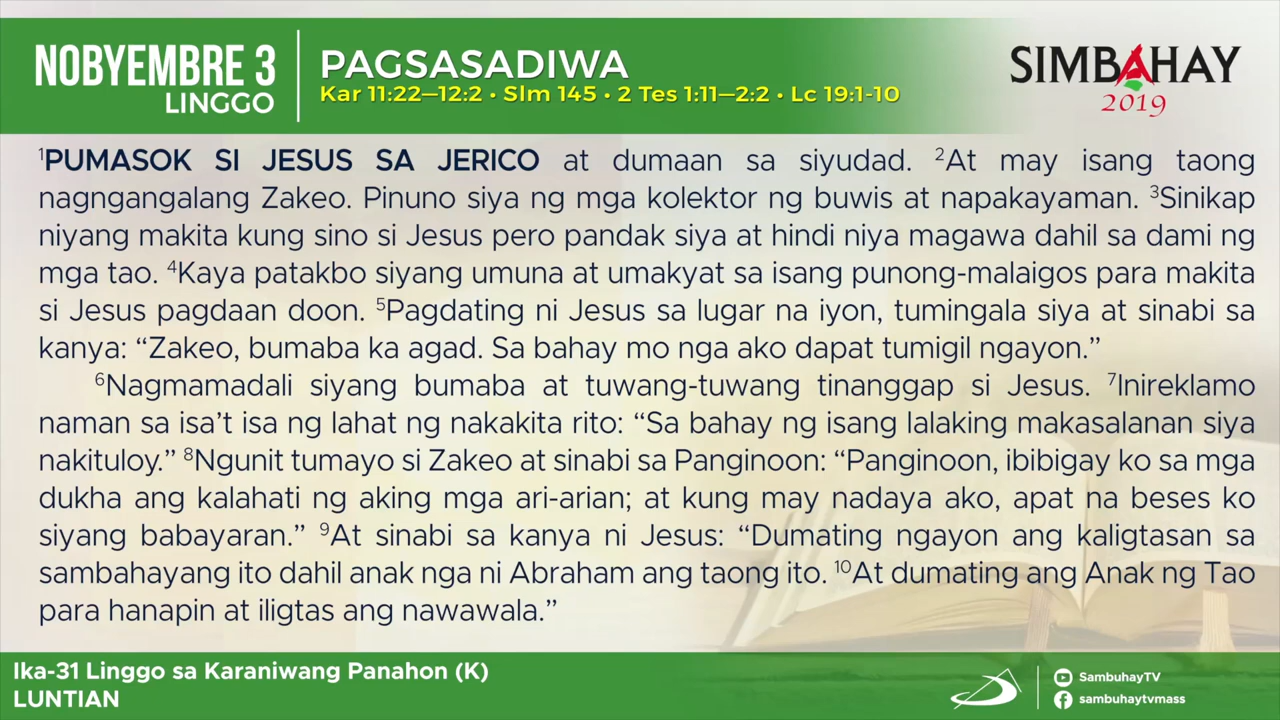 NOBYEMBRE 3
LINGGO
PAGSASADIWA
Kar 11:22—12:2 • Slm 145 • 2 Tes 1:11—2:2 • Lc 19:1-10
SIMBAHAY
2019
¹PUMASOK SI JESUS SA JERICO at dumaan sa siyudad. ²At may isang taong
nagngangalang Zakeo. Pinuno siya ng mga kolektor ng buwis at napakayaman. ³Sinikap
niyang makita kung sino si Jesus pero pandak siya at hindi niya magawa dahil sa dami ng
mga tao. ⁴Kaya patakbo siyang umuna at umakyat sa isang punong-malaigos para makita
si Jesus pagdaan doon. ⁵Pagdating ni Jesus sa lugar na iyon, tumingala siya at sinabi sa
kanya: “Zakeo, bumaba ka agad. Sa bahay mo nga ako dapat tumigil ngayon.”
⁶Nagmamadali siyang bumaba at tuwang-tuwang tinanggap si Jesus. ⁷Inireklamo
naman sa isa’t isa ng lahat ng nakakita rito: “Sa bahay ng isang lalaking makasalanan siya
nakituloy.” ⁸Ngunit tumayo si Zakeo at sinabi sa Panginoon: “Panginoon, ibibigay ko sa mga
dukha ang kalahati ng aking mga ari-arian; at kung may nadaya ako, apat na beses ko
siyang babayaran.” ⁹At sinabi sa kanya ni Jesus: “Dumating ngayon ang kaligtasan sa
sambahayang ito dahil anak nga ni Abraham ang taong ito. ¹⁰At dumating ang Anak ng Tao
para hanapin at iligtas ang nawawala.”
Ika-31 Linggo sa Karaniwang Panahon (K)
LUNTIAN
SambuhayTV
sambuhaytvmass